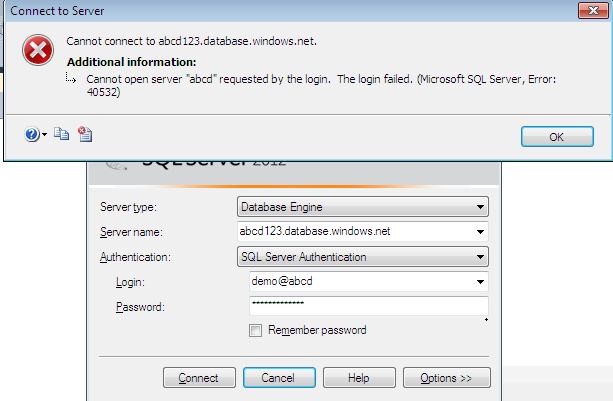 Connect to Server
Cannot connect to abcd123.database.windows.net.
Additional information:
Cannot open server "abcd" requested by the login. The login failed. (Microsoft SQL Server, Error:
40532)
OK
SQL Server 2012
Server type: Database Engine
Server name: abcd123.database.windows.net
Authentication: SQL Server Authentication
Login: demo@abcd
Password: *************
Remember password
Connect Cancel Help Options >>